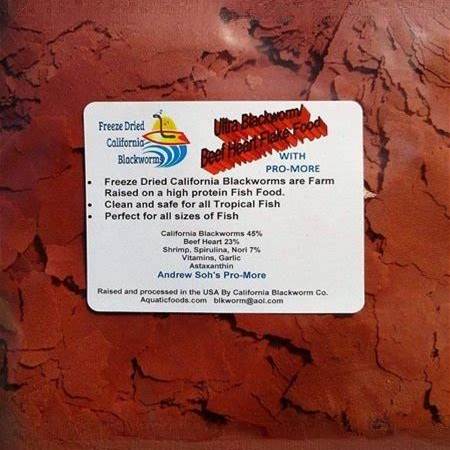 Freeze Dried
California
Blackworms
Ultra Blackworm/
Beef Heart Flake Food
WITH
PRO-MORE
• Freeze Dried California Blackworms are Farm
Raised on a high protein Fish Food.
• Clean and safe for all Tropical Fish
• Perfect for all sizes of Fish
California Blackworms 45%
Beef Heart 23%
Shrimp, Spirulina, Nori 7%
Vitamins, Garlic
Astaxanthin
Andrew Soh's Pro-More
Raised and processed in the USA By California Blackworm Co.
Aquaticfoods.com blkworm@aol.com